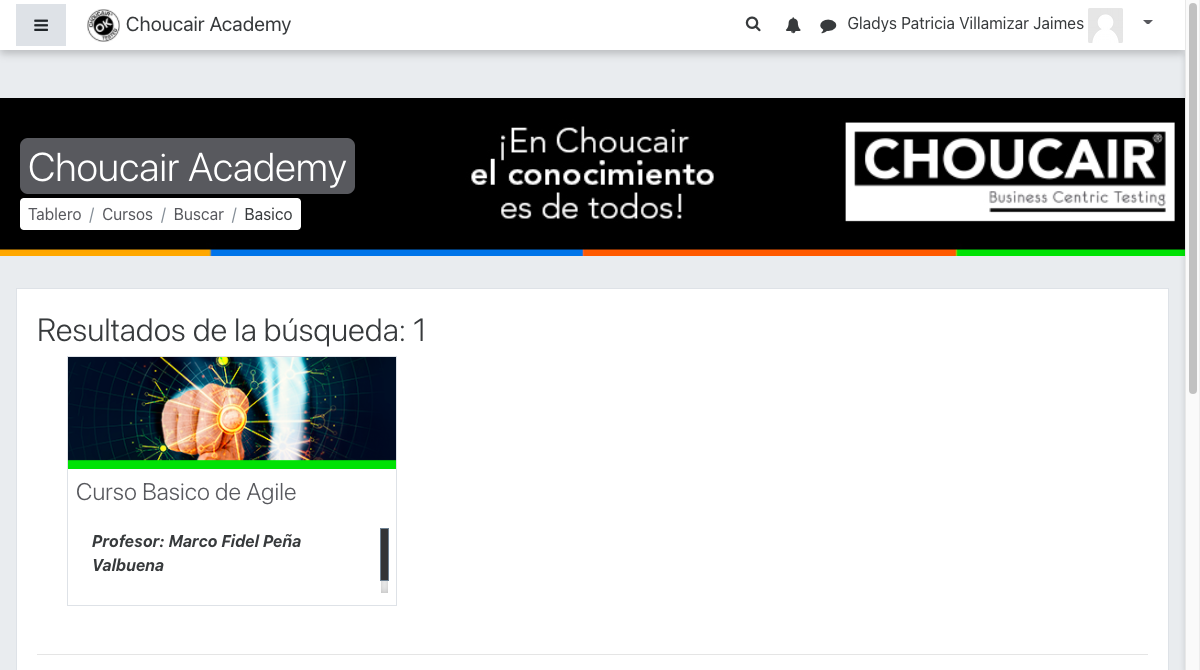 Choucair Academy
Gladys Patricia Villamizar Jaimes
Choucair Academy
Tablero / Cursos / Buscar / Basico
¡En Choucair
el conocimiento
es de todos!
CHOUCAIR®
Business Centric Testing
Resultados de la búsqueda: 1
Curso Basico de Agile
Profesor: Marco Fidel Peña
Valbuena